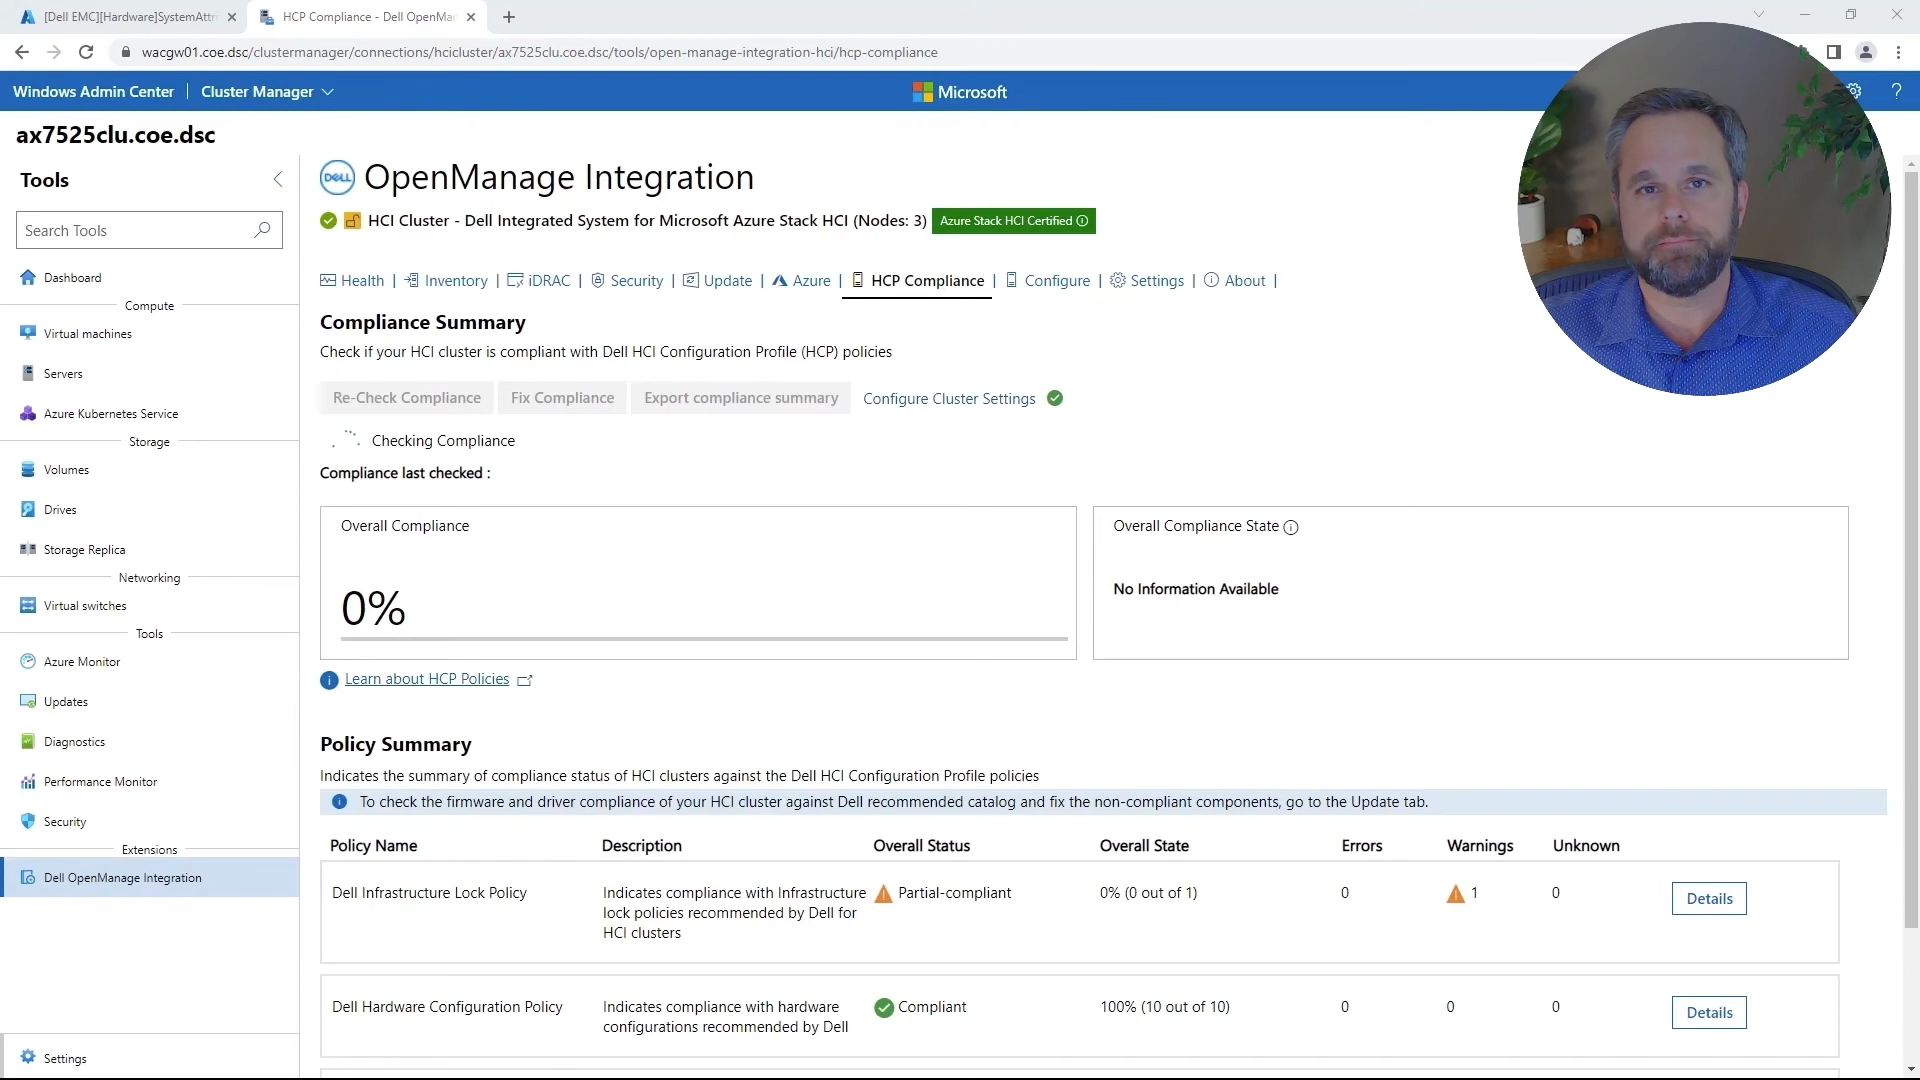 [Dell EMC][Hardware]SystemAttr
HCP Compliance - Dell OpenMa
wacgw01.coe.dsc/clustermanager/connections/hcicluster/ax7525clu.coe.dsc/tools/open-manage-integration-hci/hcp-compliance
Windows Admin Center
Cluster Manager
Microsoft
?
ax7525clu.coe.dsc
Tools
Search Tools
Dashboard
Compute
Virtual machines
Servers
Azure Kubernetes Service
Storage
Volumes
Drives
Storage Replica
Networking
Virtual switches
Tools
Azure Monitor
Updates
Diagnostics
Performance Monitor
Security
Extensions
Dell OpenManage Integration
Settings
DELL
OpenManage Integration
HCI Cluster - Dell Integrated System for Microsoft Azure Stack HCI (Nodes: 3)
Azure Stack HCI Certified
Health | Inventory | iDRAC | Security | Update | Azure HCP Compliance | Configure | Settings | About |
Compliance Summary
Check if your HCI cluster is compliant with Dell HCI Configuration Profile (HCP) policies
Re-Check Compliance
Fix Compliance
Export compliance summary
Configure Cluster Settings
Checking Compliance
Compliance last checked :
Overall Compliance
0%
Overall Compliance State
No Information Available
Learn about HCP Policies
Policy Summary
Indicates the summary of compliance status of HCI clusters against the Dell HCI Configuration Profile policies
To check the firmware and driver compliance of your HCI cluster against Dell recommended catalog and fix the non-compliant components, go to the Update tab.
Policy Name Description Overall Status Overall State Errors Warnings Unknown
Dell Infrastructure Lock Policy
Indicates compliance with Infrastructure
lock policies recommended by Dell for
HCI clusters
Partial-compliant
0% (0 out of 1)
0
1
0
Details
Dell Hardware Configuration Policy
Indicates compliance with hardware
configurations recommended by Dell
Compliant
100% (10 out of 10)
0
0
0
Details